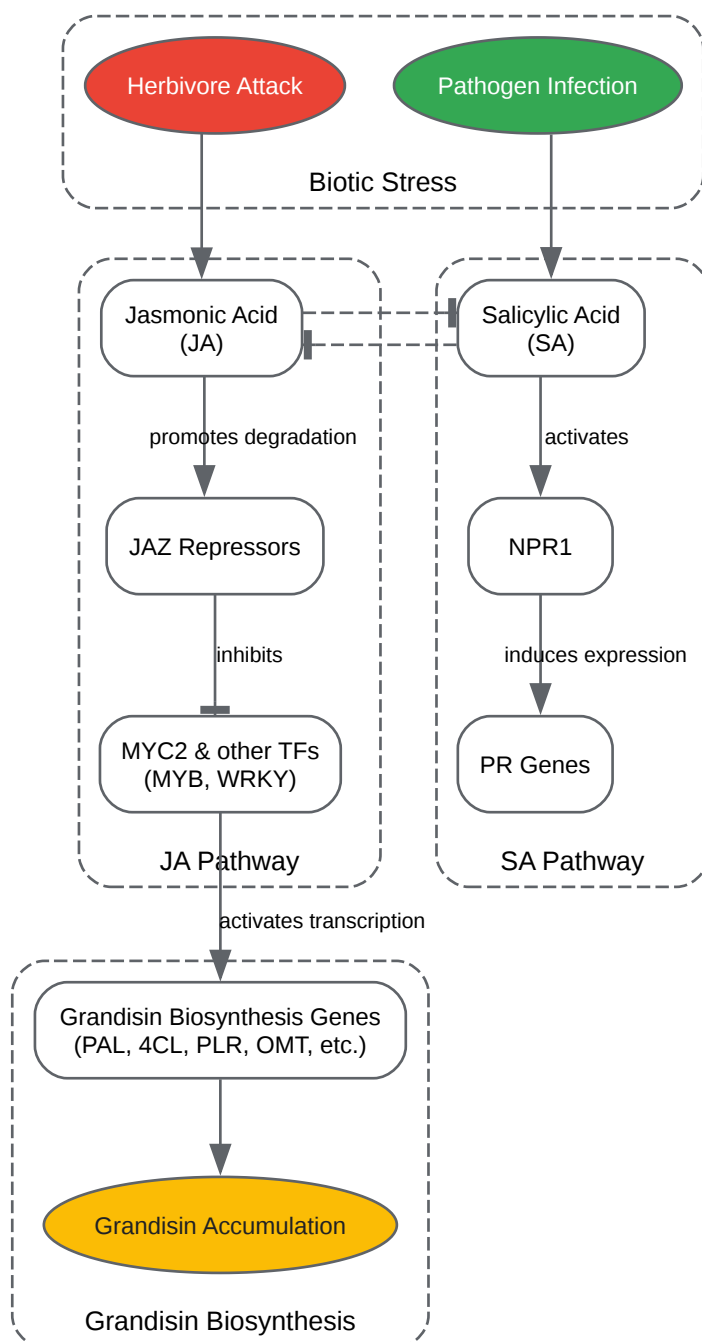 Herbivore Attack
Pathogen Infection
Biotic Stress
Jasmonic Acid
(JA)
Salicylic Acid
(SA)
promotes degradation
activates
JAZ Repressors
NPR1
inhibits
induces expression
MYC2 & other TFs
(MYB, WRKY)
PR Genes
JA Pathway
SA Pathway
activates transcription
Grandisin Biosynthesis Genes
(PAL, 4CL, PLR, OMT, etc.)
Grandisin Accumulation
Grandisin Biosynthesis